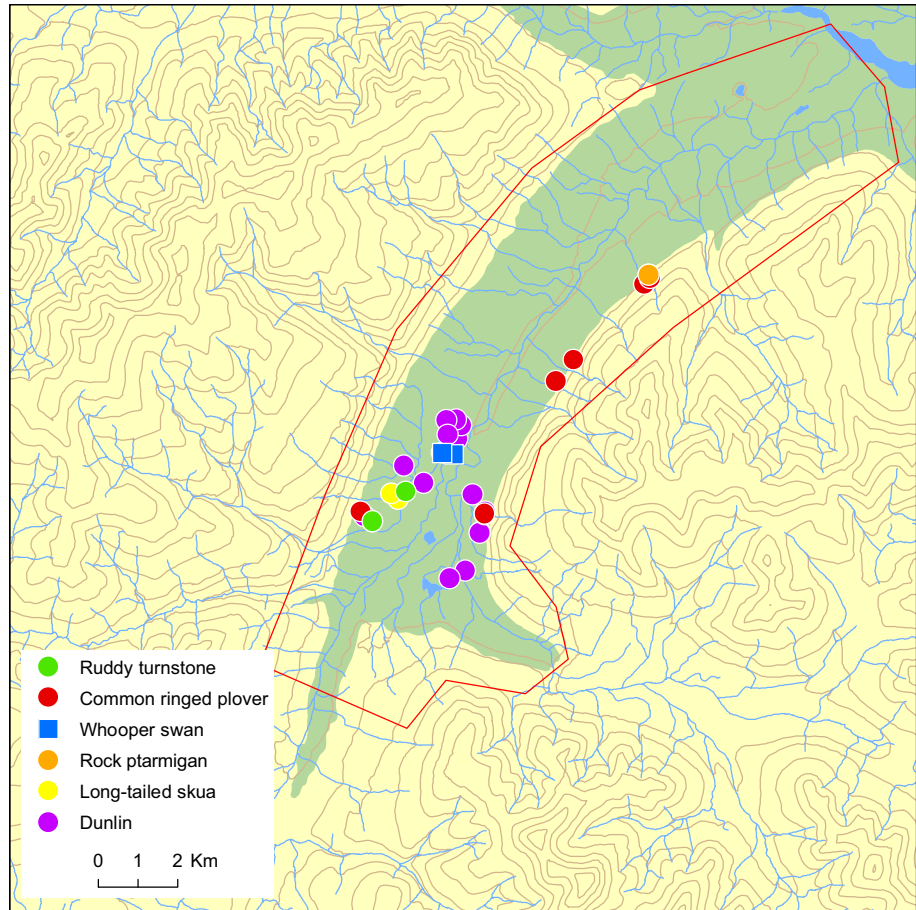 Ruddy turnstone
Common ringed plover
Whooper swan
Rock ptarmigan
Long-tailed skua
Dunlin
0 1 2 Km